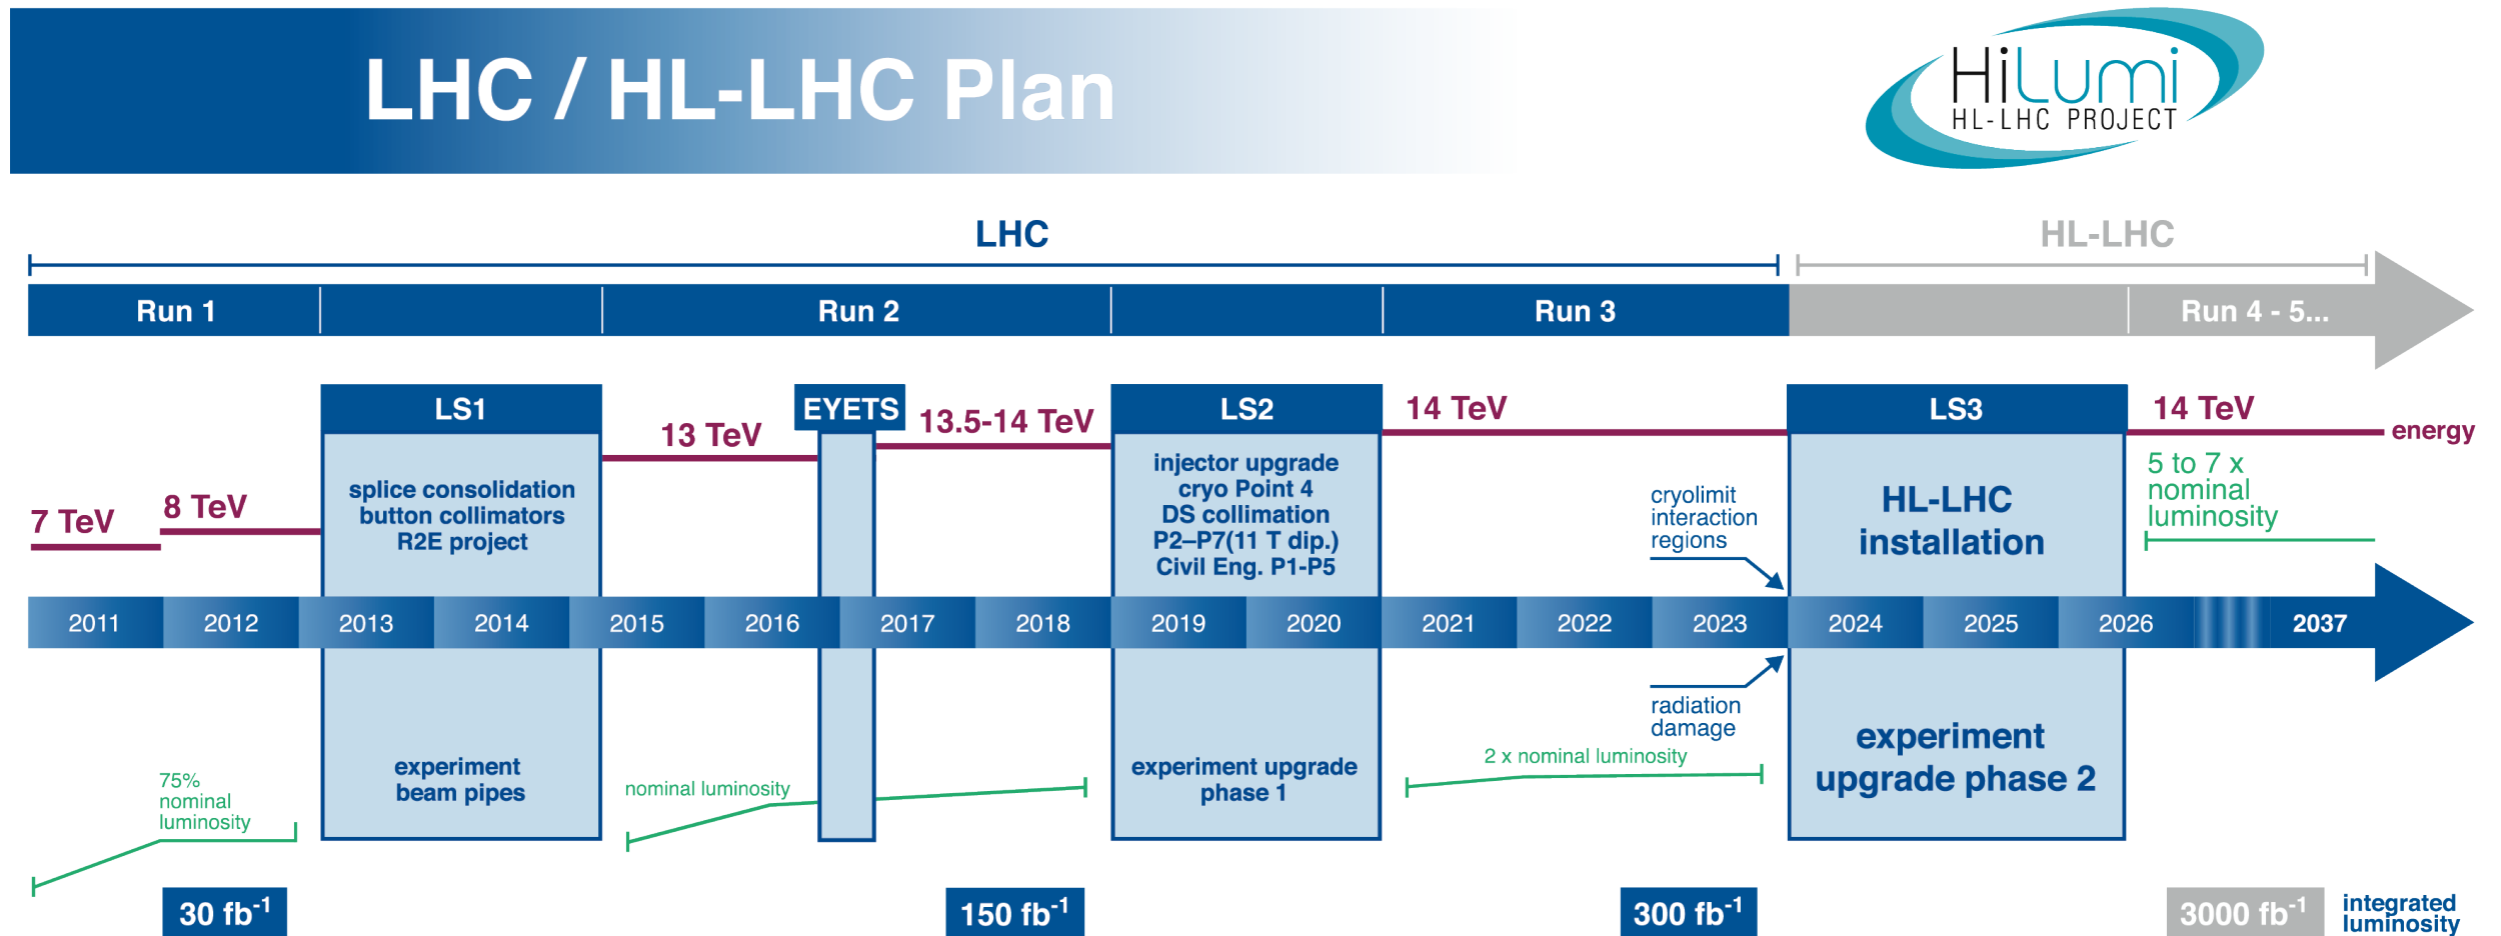 LHC / HL-LHC Plan
HiLumi
HL-LHC PROJECT
LHC
HL-LHC
Run 1
Run 2
Run 3
Run 4 - 5...
LS1
EYETS
LS2
LS3
7 TeV
8 TeV
13 TeV
13.5-14 TeV
14 TeV
14 TeV
energy
splice consolidation
button collimators
R2E project
injector upgrade
cryo Point 4
DS collimation
P2–P7(11 T dip.)
Civil Eng. P1-P5
cryolimit
interaction
regions
HL-LHC
installation
5 to 7 x
nominal
luminosity
2011
2012
2013
2014
2015
2016
2017
2018
2019
2020
2021
2022
2023
2024
2025
2026
2037
75%
nominal
luminosity
experiment
beam pipes
nominal luminosity
experiment upgrade
phase 1
2 x nominal luminosity
radiation
damage
experiment
upgrade phase 2
30 fb-1
150 fb-1
300 fb-1
3000 fb-1
integrated
luminosity